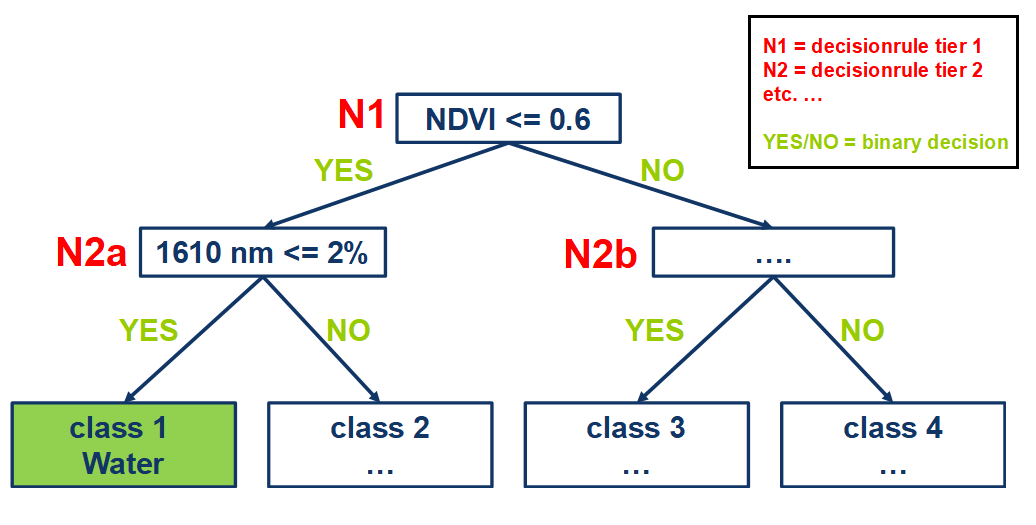 N1 = decisionrule tier 1
N2 = decisionrule tier 2
etc. ...
YES/NO = binary decision
N1
NDVI <= 0.6
YES
NO
N2a
1610 nm <= 2%
N2b
....
YES
NO
YES
NO
class 1
Water
class 2
...
class 3
...
class 4
...